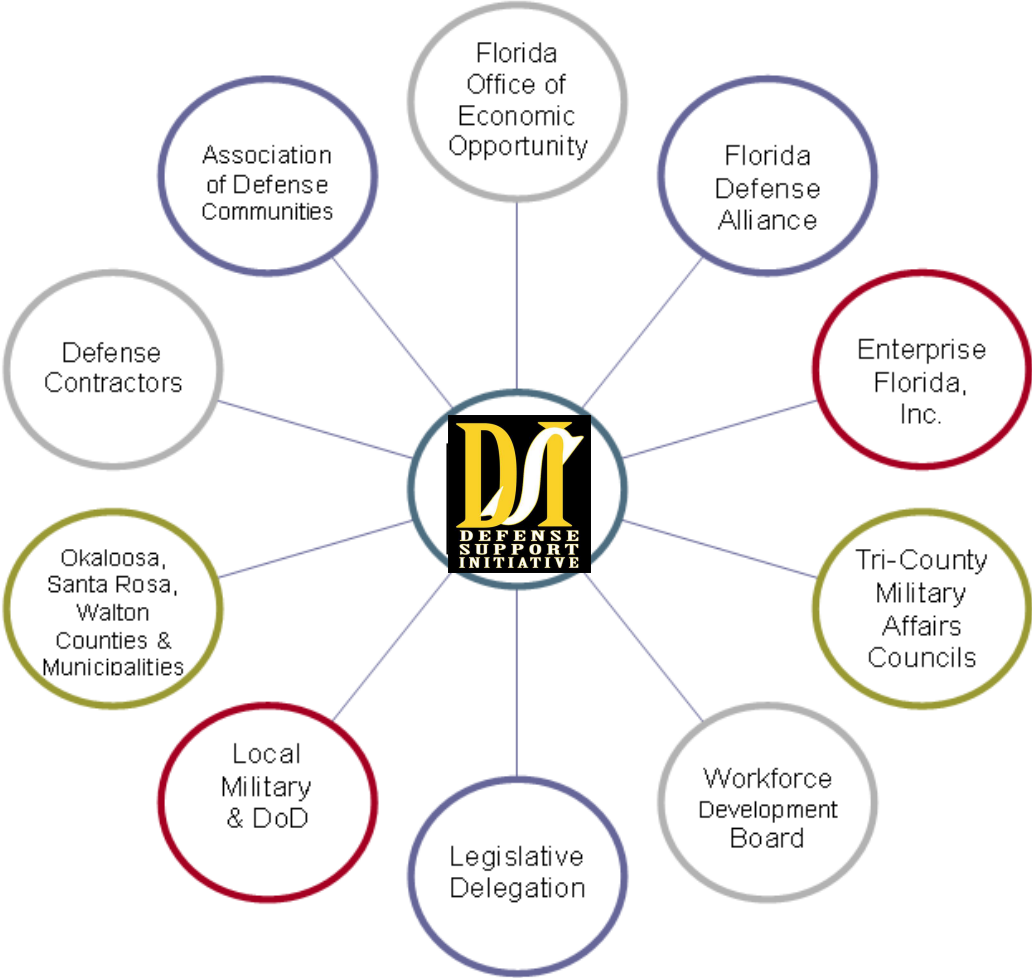 Florida
Office of
Economic
Opportunity
Association
of Defense
Communities
Florida
Defense
Alliance
Defense
Contractors
Enterprise
Florida,
Inc.
DSI
DEFENSE
SUPPORT
INITIATIVE
Okaloosa,
Santa Rosa,
Walton
Counties &
Municipalities
Tri-County
Military
Affairs
Councils
Local
Military
& DoD
Workforce
Development
Board
Legislative
Delegation